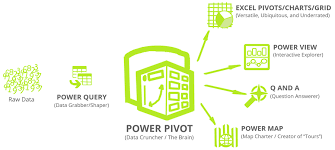 EXCEL PIVOTS/CHARTS/GRID
(Versatile, Ubiquitous, and Underrated)
POWER VIEW
(Interactive Explorer)
Raw Data
POWER QUERY
(Data Grabber/Shaper)
POWER PIVOT
(Data Cruncher / The Brain)
Q AND A
(Question Answerer)
POWER MAP
(Map Charter / Creator of "Tours")